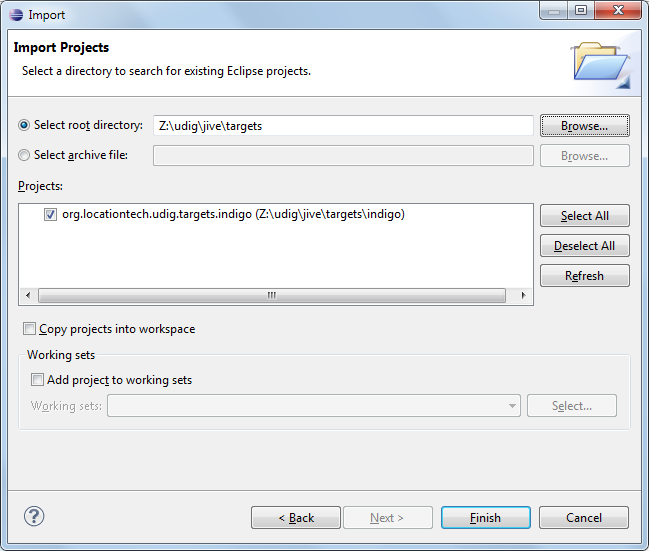 Import
Import Projects
Select a directory to search for existing Eclipse projects.
Select root directory: Z:\udig\jive\targets Browse...
Select archive file: Browse...
Projects:
org.locationtech.udig.targets.indigo (Z:\udig\jive\targets\indigo)
Select All
Deselect All
Refresh
Copy projects into workspace
Working sets
Add project to working sets
Working sets: Select...
< Back Next > Finish Cancel